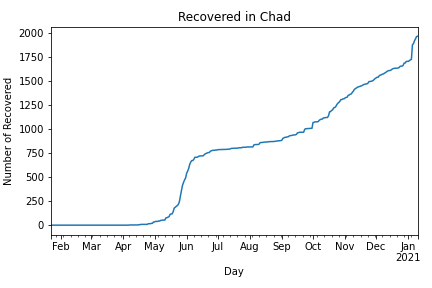 Recovered in Chad
Number of Recovered
2000
1750
1500
1250
1000
750
500
250
0
Feb Mar Apr May Jun Jul Aug Sep Oct Nov Dec Jan
2021
Day